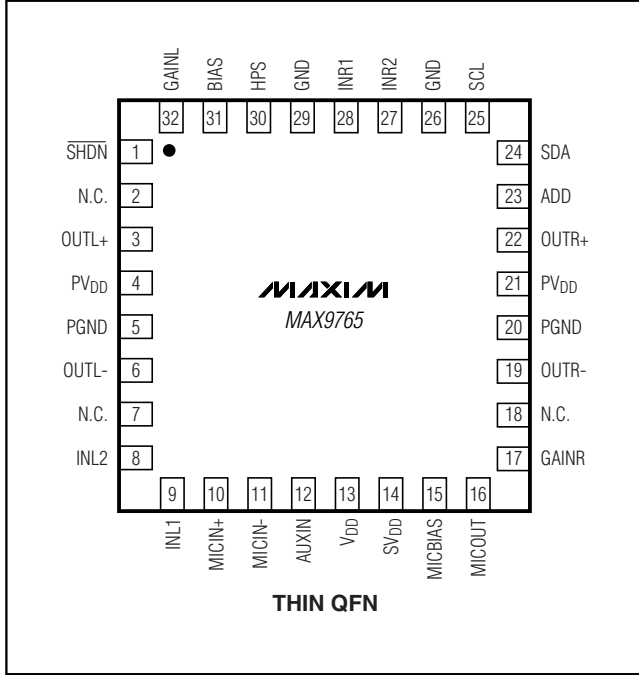 GAINL
BIAS
HPS
GND
INR1
INR2
GND
SCL
32
31
30
29
28
27
26
25
SHDN 1
N.C. 2
OUTL+ 3
PVDD 4
PGND 5
OUTL- 6
N.C. 7
INL2 8
24 SDA
23 ADD
22 OUTR+
21 PVDD
20 PGND
19 OUTR-
18 N.C.
17 GAINR
MAXIM
MAX9765
9
10
11
12
13
14
15
16
INL1
MICIN+
MICIN-
AUXIN
VDD
SVDD
MICBIAS
MICOUT
THIN QFN